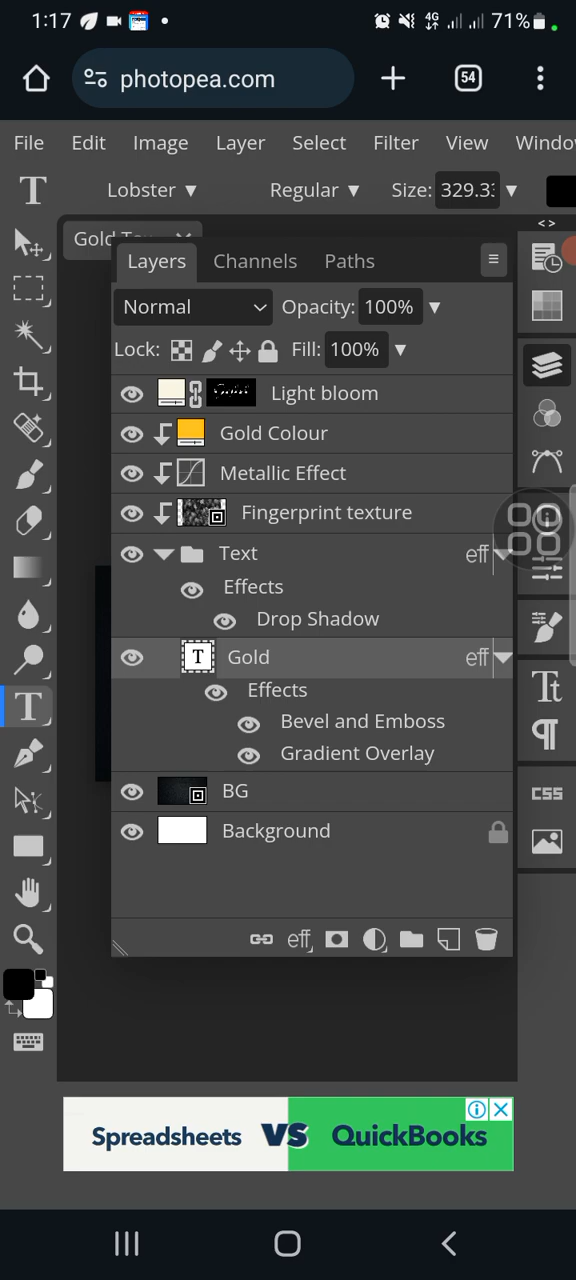 1:17 4G 71%
photopea.com 54
File Edit Image Layer Select Filter View
T Lobster ▼ Regular ▼ Size: 329.3 ▼
< >
Layers Channels Paths
Normal Opacity: 100% ▼
Lock: Fill: 100% ▼
Light bloom
Gold Colour
Metallic Effect
Fingerprint texture
Text eff
Effects
Drop Shadow
T Gold eff
Effects
Bevel and Emboss
Gradient Overlay
BG
Background
eff
T
Tt
¶
CSS
Spreadsheets VS QuickBooks